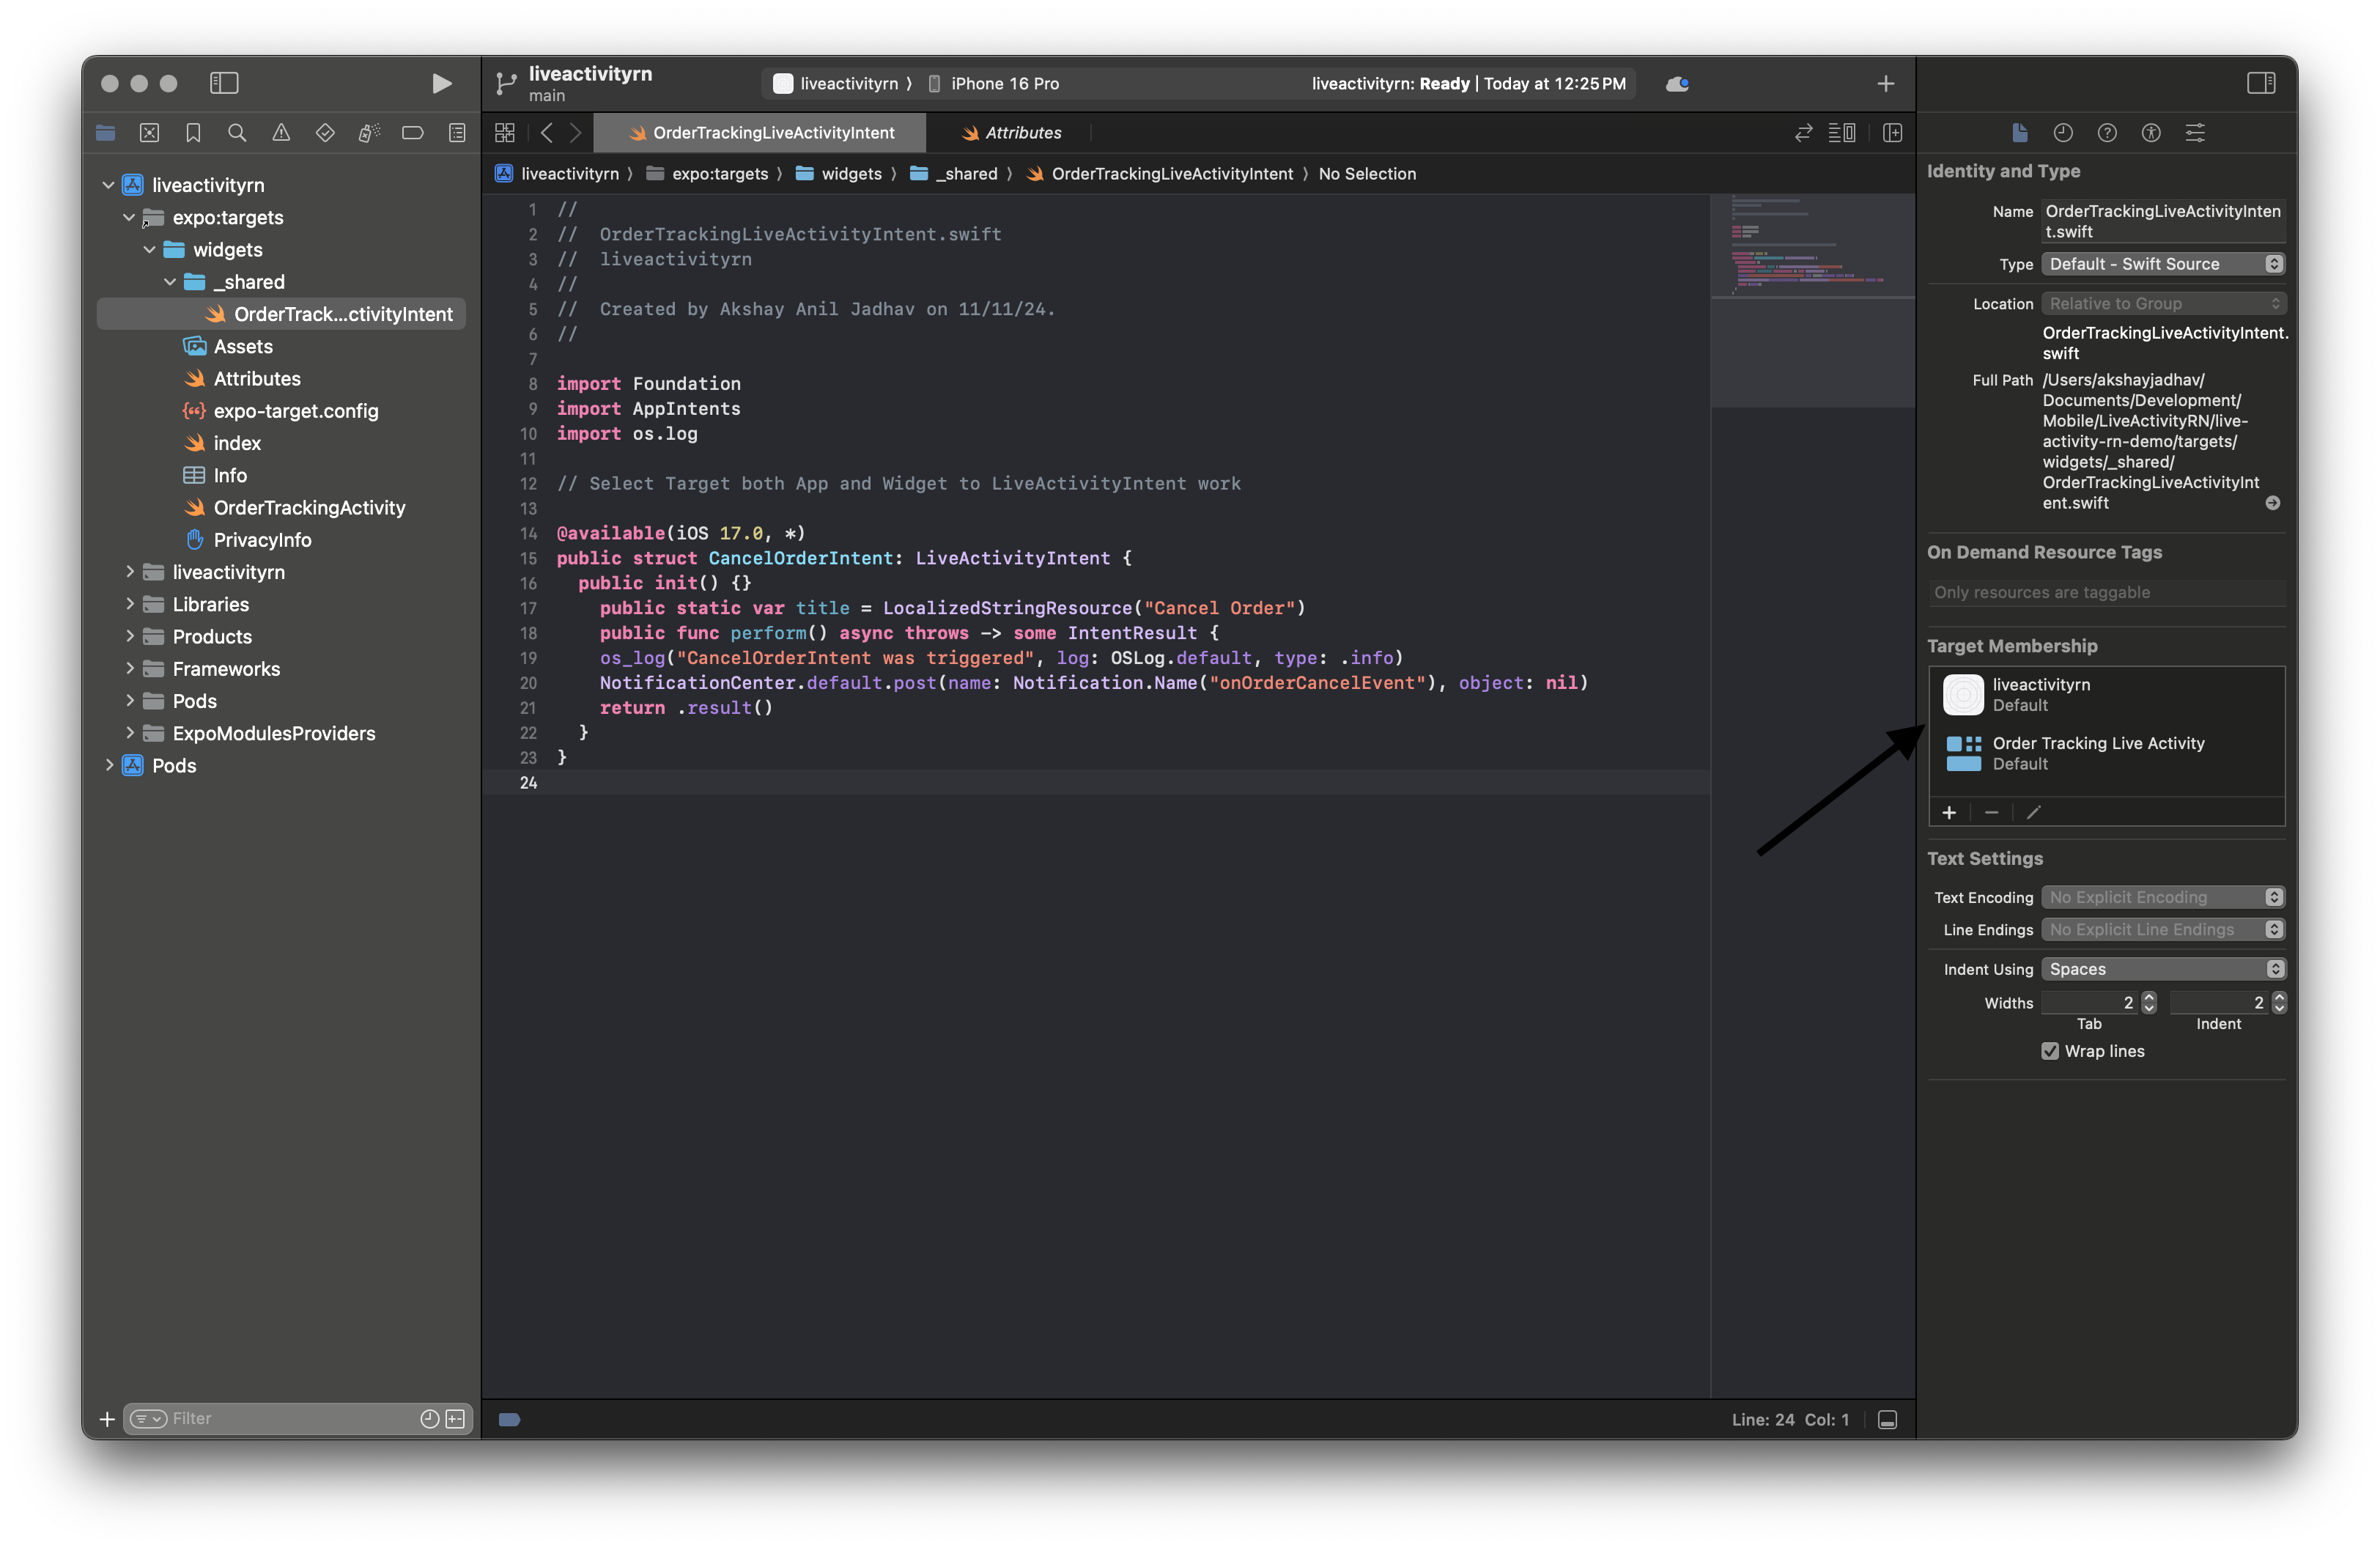 liveactivityrn
main
liveactivityrn 〉 iPhone 16 Pro
liveactivityrn: Ready | Today at 12:25 PM
OrderTrackingLiveActivityIntent
Attributes
liveactivityrn 〉 expo:targets 〉 widgets 〉 _shared 〉 OrderTrackingLiveActivityIntent 〉 No Selection
liveactivityrn
expo:targets
widgets
_shared
OrderTrack...ctivityIntent
Assets
Attributes
expo-target.config
index
Info
OrderTrackingActivity
PrivacyInfo
liveactivityrn
Libraries
Products
Frameworks
Pods
ExpoModulesProviders
Pods
Filter
1 //
2 //  OrderTrackingLiveActivityIntent.swift
3 //  liveactivityrn
4 //
5 //  Created by Akshay Anil Jadhav on 11/11/24.
6 //
7
8 import Foundation
9 import AppIntents
10 import os.log
11
12 // Select Target both App and Widget to LiveActivityIntent work
13
14 @available(iOS 17.0, *)
15 public struct CancelOrderIntent: LiveActivityIntent {
16   public init() {}
17     public static var title = LocalizedStringResource("Cancel Order")
18     public func perform() async throws -> some IntentResult {
19     os_log("CancelOrderIntent was triggered", log: OSLog.default, type: .info)
20     NotificationCenter.default.post(name: Notification.Name("onOrderCancelEvent"), object: nil)
21     return .result()
22   }
23 }
24
Line: 24  Col: 1
Identity and Type
Name OrderTrackingLiveActivityInten
t.swift
Type Default - Swift Source
Location Relative to Group
OrderTrackingLiveActivityIntent.
swift
Full Path /Users/akshayjadhav/
Documents/Development/
Mobile/LiveActivityRN/live-
activity-rn-demo/targets/
widgets/_shared/
OrderTrackingLiveActivityInt
ent.swift
On Demand Resource Tags
Only resources are taggable
Target Membership
liveactivityrn
Default
Order Tracking Live Activity
Default
Text Settings
Text Encoding No Explicit Encoding
Line Endings No Explicit Line Endings
Indent Using Spaces
Widths 2 2
Tab Indent
Wrap lines